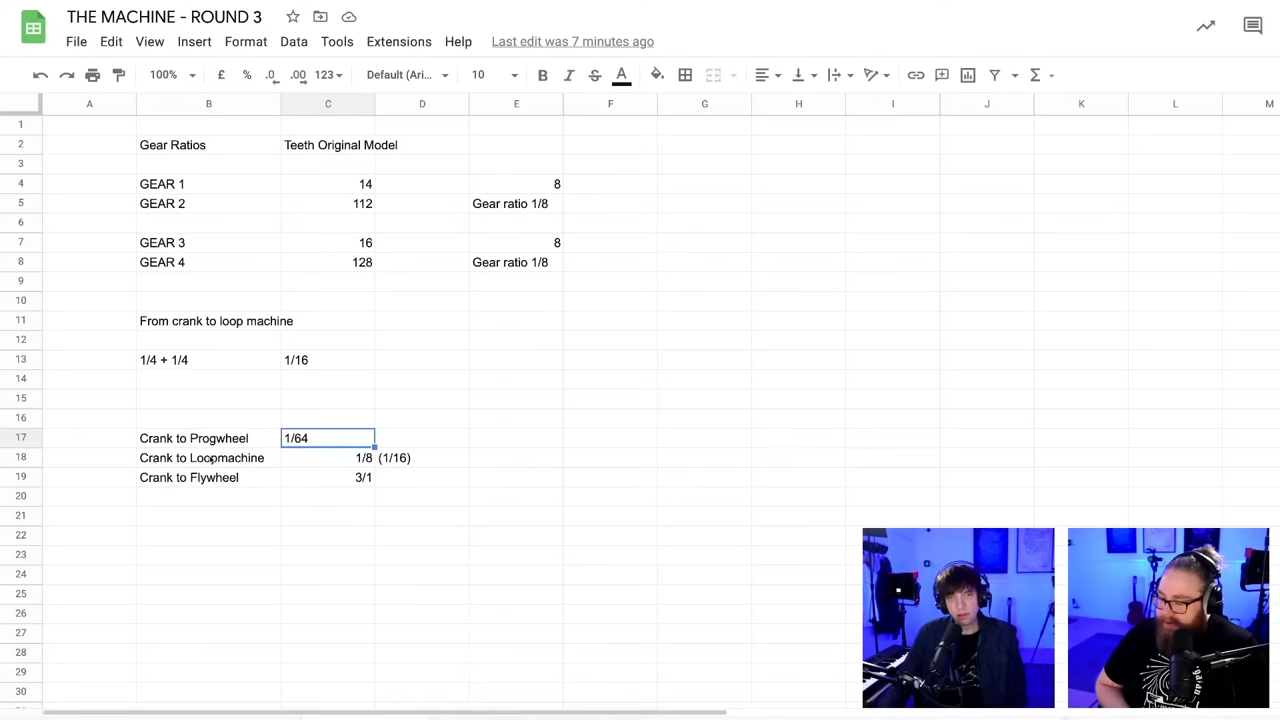 THE MACHINE - ROUND 3
File Edit View Insert Format Data Tools Extensions Help Last edit was 7 minutes ago
100% £ % .0 .00 123 Default (Ari... 10 B I S A
A B C D E F G H I J K L M
1
2 Gear Ratios Teeth Original Model
3
4 GEAR 1 14 8
5 GEAR 2 112 Gear ratio 1/8
6
7 GEAR 3 16 8
8 GEAR 4 128 Gear ratio 1/8
9
10
11 From crank to loop machine
12
13 1/4 + 1/4 1/16
14
15
16
17 Crank to Progwheel 1/64
18 Crank to Loopmachine 1/8 (1/16)
19 Crank to Flywheel 3/1
20
21
22
23
24
25
26
27
28
29
30